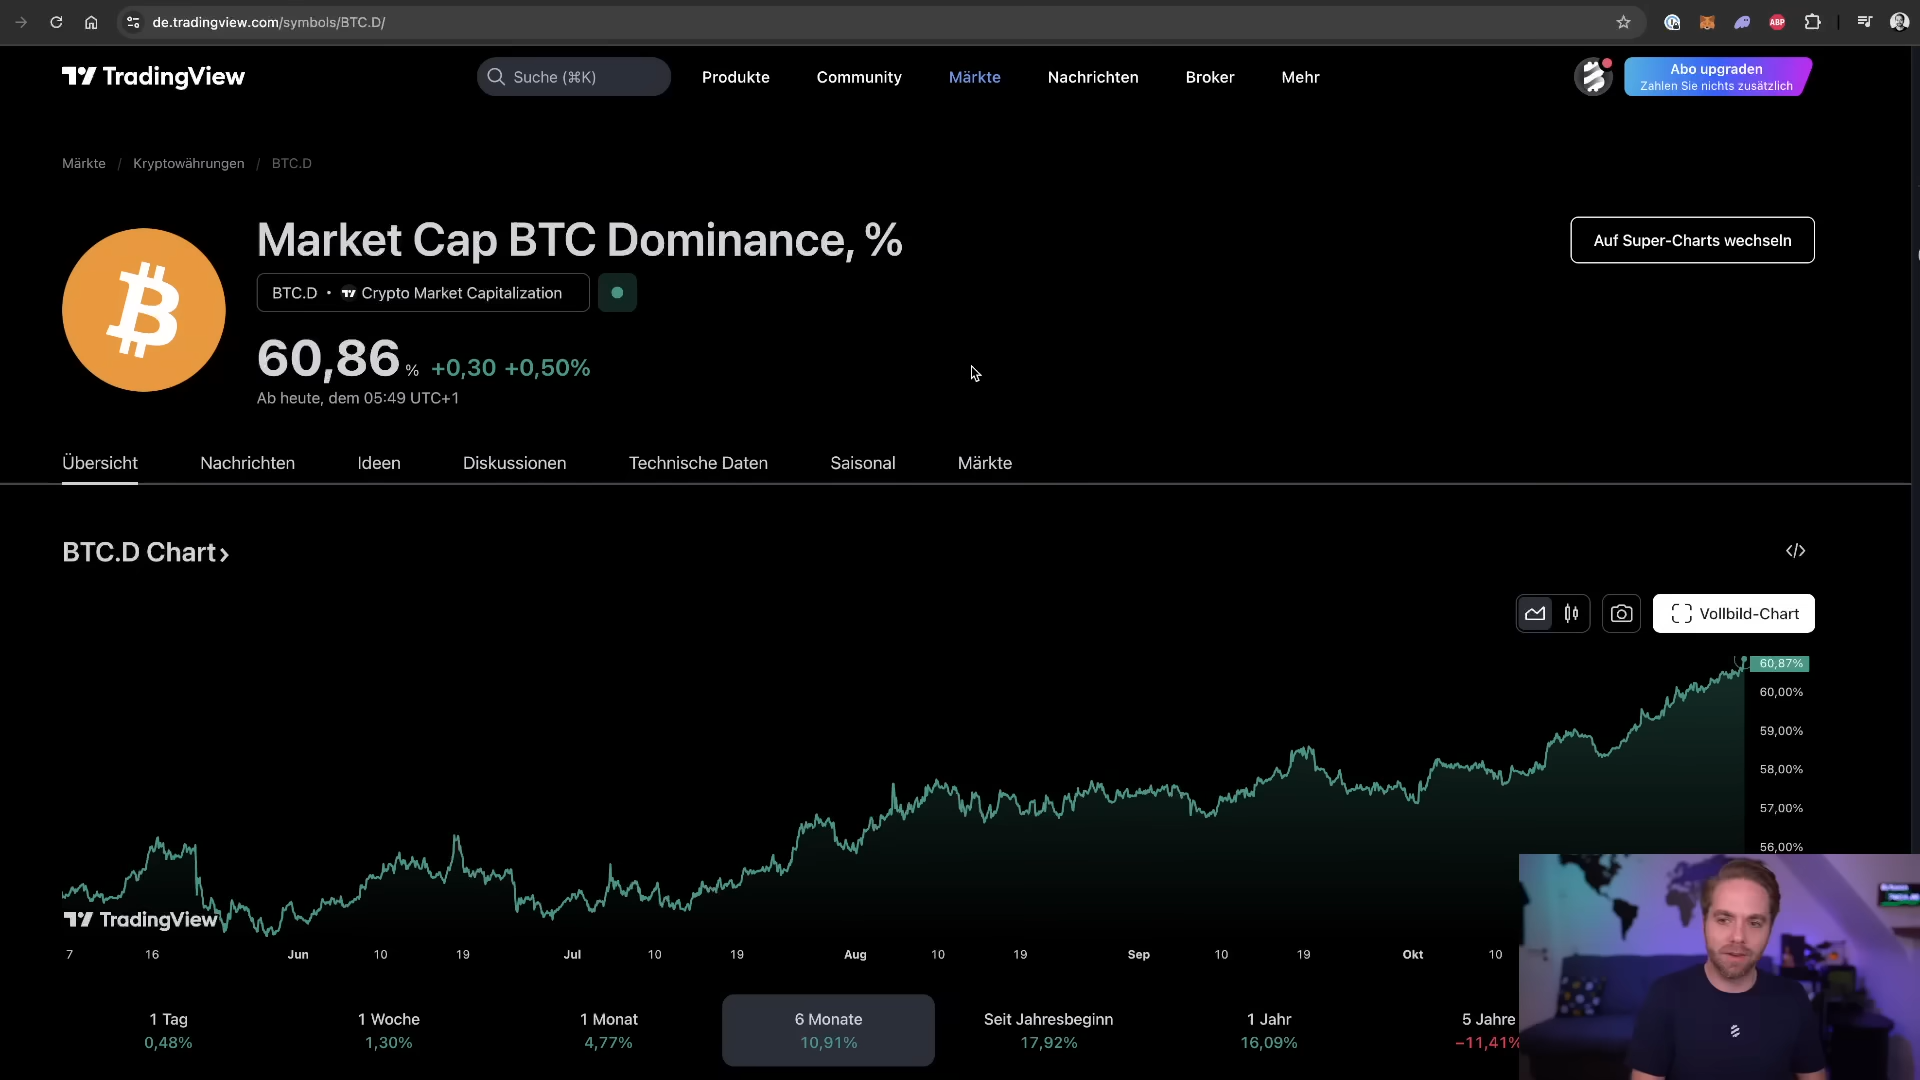 de.tradingview.com/symbols/BTC.D/
ABP
TradingView
Suche (⌘K)
Produkte
Community
Märkte
Nachrichten
Broker
Mehr
Abo upgraden
Zahlen Sie nichts zusätzlich
Märkte / Kryptowährungen / BTC.D
Market Cap BTC Dominance, %
Auf Super-Charts wechseln
BTC.D • Crypto Market Capitalization
60,86 % +0,30 +0,50%
Ab heute, dem 05:49 UTC+1
Übersicht
Nachrichten
Ideen
Diskussionen
Technische Daten
Saisonal
Märkte
BTC.D Chart ›
</>
Vollbild-Chart
60,87%
60,00%
59,00%
58,00%
57,00%
56,00%
TradingView
7 16 Jun 10 19 Jul 10 19 Aug 10 19 Sep 10 19 Okt 10
1 Tag
0,48%
1 Woche
1,30%
1 Monat
4,77%
6 Monate
10,91%
Seit Jahresbeginn
17,92%
1 Jahr
16,09%
5 Jahre
−11,41%